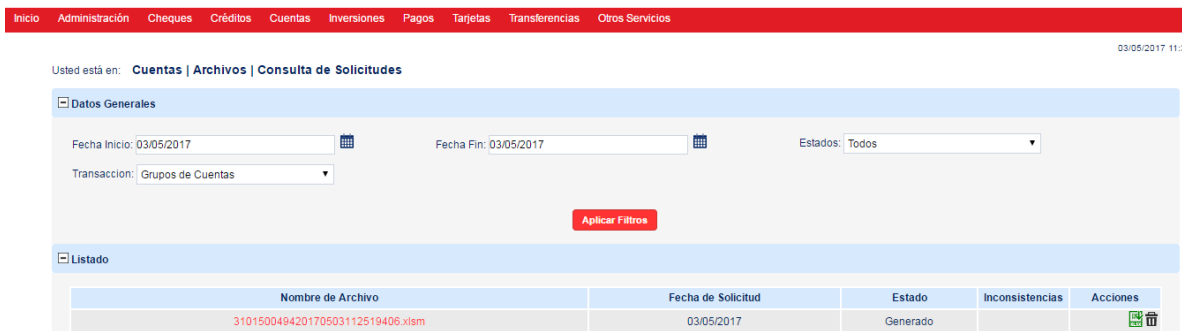 Inicio Administración Cheques Créditos Cuentas Inversiones Pagos Tarjetas Transferencias Otros Servicios
03/05/2017 11:
Usted está en: Cuentas | Archivos | Consulta de Solicitudes
Datos Generales
Fecha Inicio: 03/05/2017 Fecha Fin: 03/05/2017 Estados: Todos
Transaccion: Grupos de Cuentas
Aplicar Filtros
Listado
Nombre de Archivo Fecha de Solicitud Estado Inconsistencias Acciones
31015004942017050311251​9406.xlsm 03/05/2017 Generado